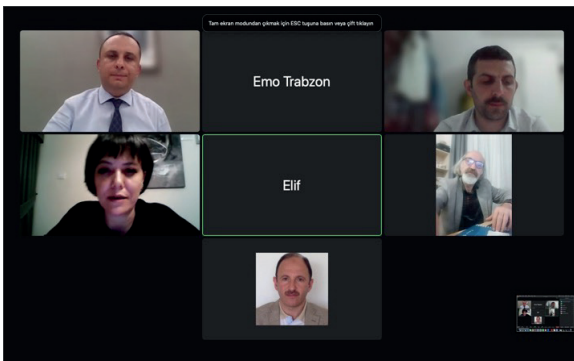 Tam ekran modundan çıkmak için ESC tuşuna basın veya çift tıklayın
Emo Trabzon
Elif